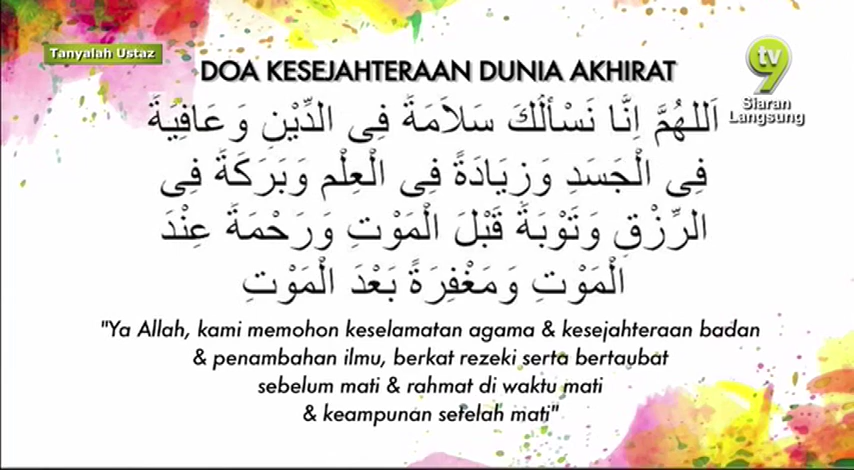 Tanyalah Ustaz
DOA KESEJAHTERAAN DUNIA AKHIRAT
tv9
Siaran
Langsung
اَللهُمَّ اِنَّا نَسْأَلُكَ سَلاَمَةً فِى الدِّيْنِ وَعَافِيَةً
فِى الْجَسَدِ وَزِيَادَةً فِى الْعِلْمِ وَبَرَكَةً فِى
الرِّزْقِ وَتَوْبَةً قَبْلَ الْمَوْتِ وَرَحْمَةً عِنْدَ
الْمَوْتِ وَمَغْفِرَةً بَعْدَ الْمَوْتِ
"Ya Allah, kami memohon keselamatan agama & kesejahteraan badan
& penambahan ilmu, berkat rezeki serta bertaubat
sebelum mati & rahmat di waktu mati
& keampunan setelah mati"